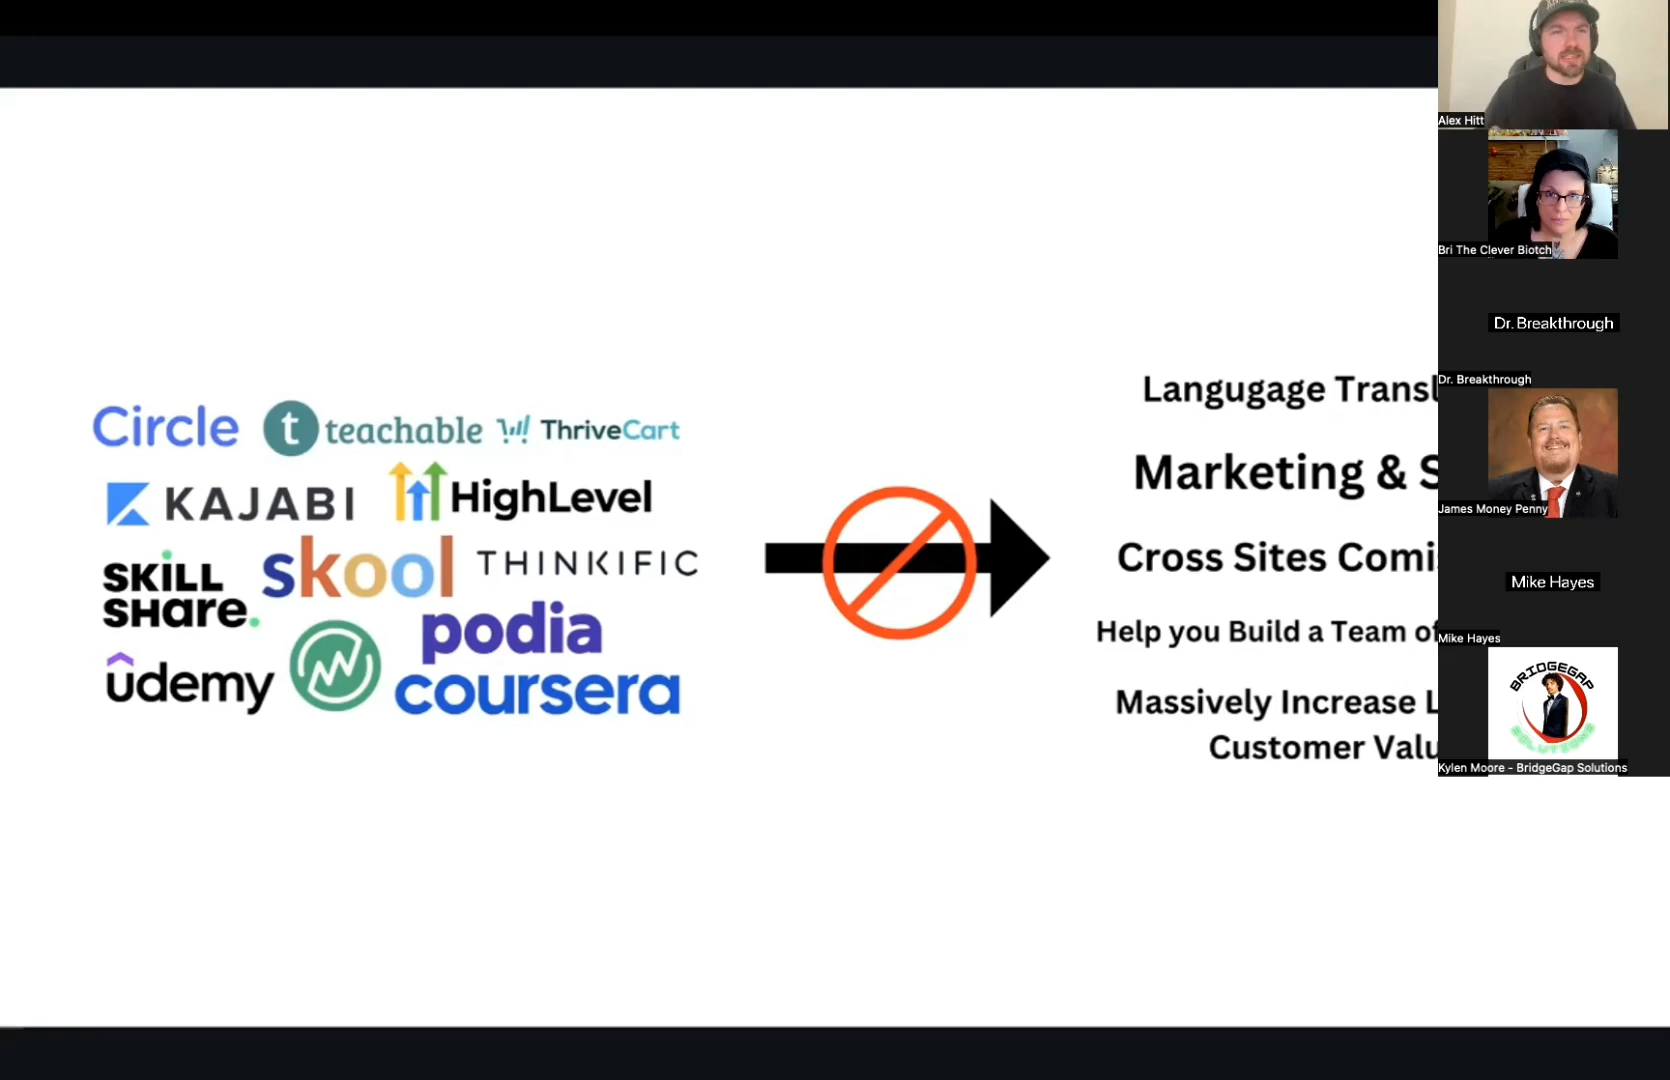 Circle
teachable
ThriveCart
KAJABI
HighLevel
SKILL
SHARE.
skool
THINKIFIC
podia
udemy
coursera
Langugage Transl
Marketing & S
Cross Sites Comi
Help you Build a Team of
Massively Increase L
Customer Valu
Alex Hitt
Bri The Clever Biotch
Dr. Breakthrough
Dr. Breakthrough
James Money Penny
Mike Hayes
Mike Hayes
BRIDGEGAP
SOLUTIONS
Kylen Moore - BridgeGap Solutions